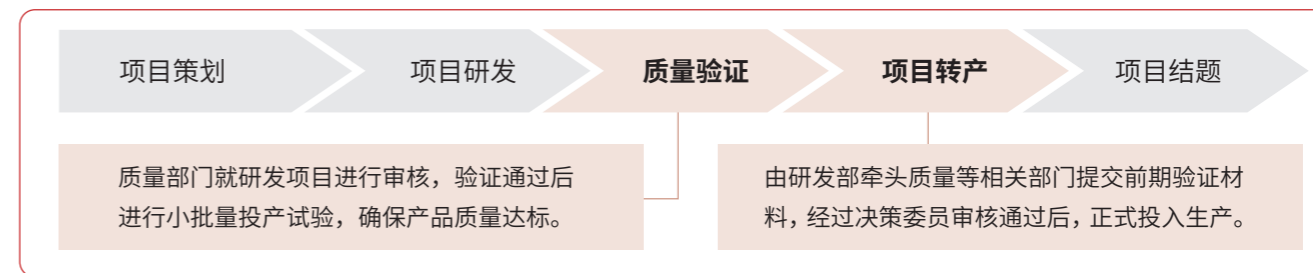 项目策划
项目研发
质量验证
项目转产
项目结题
质量部门就研发项目进行审核，验证通过后
进行小批量投产试验，确保产品质量达标。
由研发部牵头质量等相关部门提交前期验证材
料，经过决策委员审核通过后，正式投入生产。